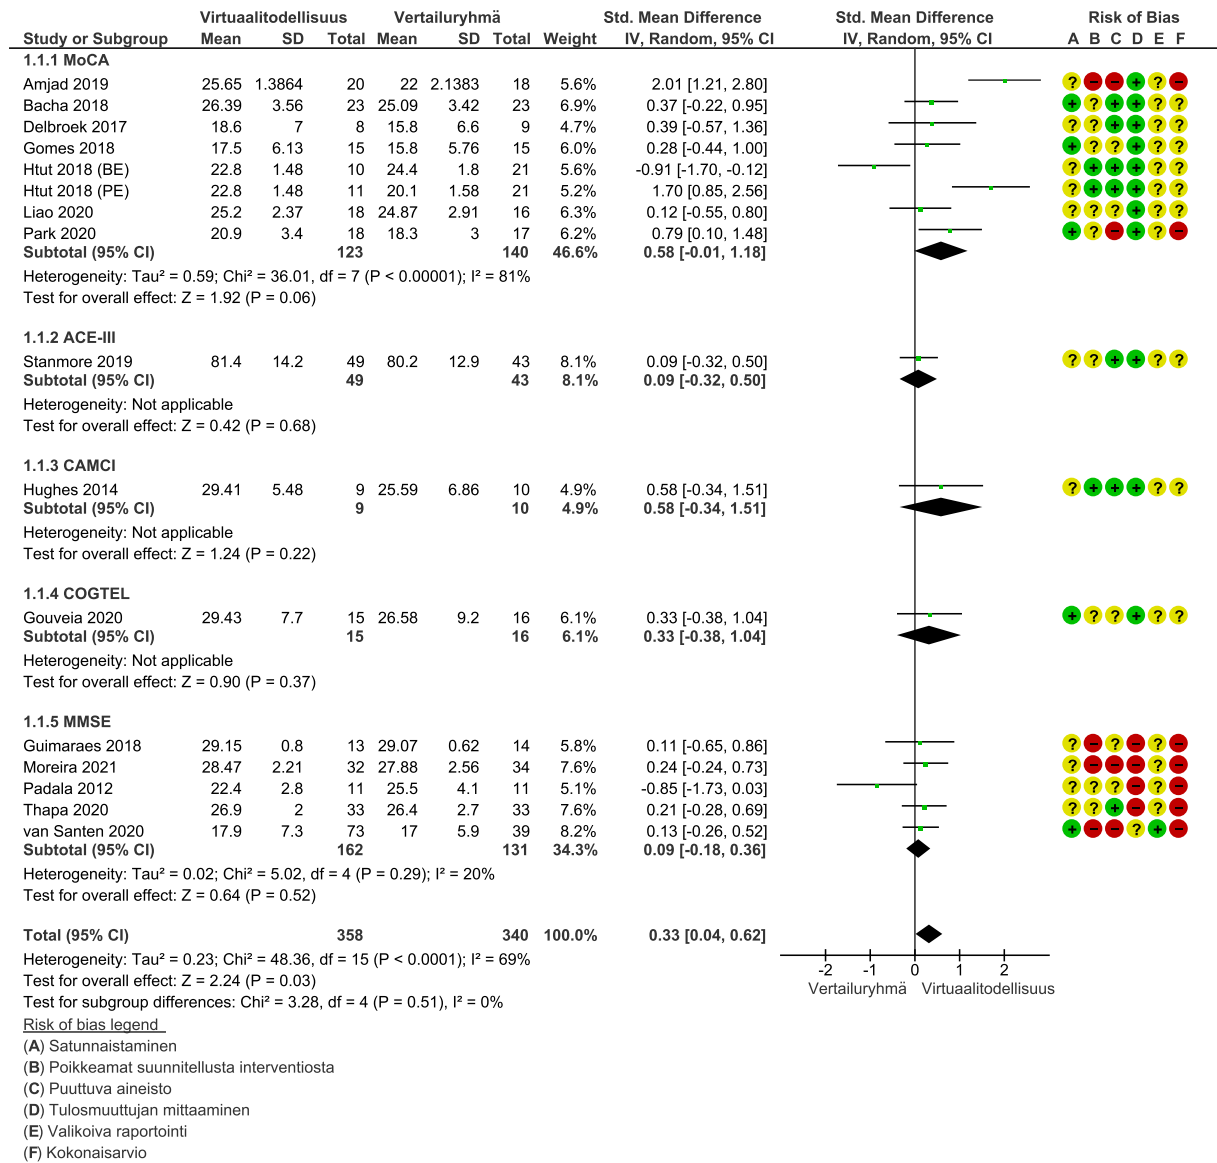 Virtuaalitodellisuus Vertailuryhmä Std. Mean Difference Std. Mean Difference Risk of Bias
Study or Subgroup Mean SD Total Mean SD Total Weight IV, Random, 95% CI IV, Random, 95% CI A B C D E F
1.1.1 MoCA
Amjad 2019 25.65 1.3864 20 22 2.1383 18 5.6% 2.01 [1.21, 2.80] ? − − + ? −
Bacha 2018 26.39 3.56 23 25.09 3.42 23 6.9% 0.37 [-0.22, 0.95] + ? + + ? ?
Delbroek 2017 18.6 7 8 15.8 6.6 9 4.7% 0.39 [-0.57, 1.36] ? ? + + ? ?
Gomes 2018 17.5 6.13 15 15.8 5.76 15 6.0% 0.28 [-0.44, 1.00] + ? ? + ? ?
Htut 2018 (BE) 22.8 1.48 10 24.4 1.8 21 5.6% -0.91 [-1.70, -0.12] ? + + + ? ?
Htut 2018 (PE) 22.8 1.48 11 20.1 1.58 21 5.2% 1.70 [0.85, 2.56] ? + + + ? ?
Liao 2020 25.2 2.37 18 24.87 2.91 16 6.3% 0.12 [-0.55, 0.80] ? ? ? + ? ?
Park 2020 20.9 3.4 18 18.3 3 17 6.2% 0.79 [0.10, 1.48] + ? − + ? −
Subtotal (95% CI) 123 140 46.6% 0.58 [-0.01, 1.18]
Heterogeneity: Tau² = 0.59; Chi² = 36.01, df = 7 (P < 0.00001); I² = 81%
Test for overall effect: Z = 1.92 (P = 0.06)
1.1.2 ACE-III
Stanmore 2019 81.4 14.2 49 80.2 12.9 43 8.1% 0.09 [-0.32, 0.50] ? ? + + ? ?
Subtotal (95% CI) 49 43 8.1% 0.09 [-0.32, 0.50]
Heterogeneity: Not applicable
Test for overall effect: Z = 0.42 (P = 0.68)
1.1.3 CAMCI
Hughes 2014 29.41 5.48 9 25.59 6.86 10 4.9% 0.58 [-0.34, 1.51] ? + + + ? ?
Subtotal (95% CI) 9 10 4.9% 0.58 [-0.34, 1.51]
Heterogeneity: Not applicable
Test for overall effect: Z = 1.24 (P = 0.22)
1.1.4 COGTEL
Gouveia 2020 29.43 7.7 15 26.58 9.2 16 6.1% 0.33 [-0.38, 1.04] + ? ? + ? ?
Subtotal (95% CI) 15 16 6.1% 0.33 [-0.38, 1.04]
Heterogeneity: Not applicable
Test for overall effect: Z = 0.90 (P = 0.37)
1.1.5 MMSE
Guimaraes 2018 29.15 0.8 13 29.07 0.62 14 5.8% 0.11 [-0.65, 0.86] ? − ? − ? −
Moreira 2021 28.47 2.21 32 27.88 2.56 34 7.6% 0.24 [-0.24, 0.73] ? − − − ? −
Padala 2012 22.4 2.8 11 25.5 4.1 11 5.1% -0.85 [-1.73, 0.03] ? ? ? − ? −
Thapa 2020 26.9 2 33 26.4 2.7 33 7.6% 0.21 [-0.28, 0.69] ? ? + − ? −
van Santen 2020 17.9 7.3 73 17 5.9 39 8.2% 0.13 [-0.26, 0.52] + − − ? + −
Subtotal (95% CI) 162 131 34.3% 0.09 [-0.18, 0.36]
Heterogeneity: Tau² = 0.02; Chi² = 5.02, df = 4 (P = 0.29); I² = 20%
Test for overall effect: Z = 0.64 (P = 0.52)
Total (95% CI) 358 340 100.0% 0.33 [0.04, 0.62]
Heterogeneity: Tau² = 0.23; Chi² = 48.36, df = 15 (P < 0.0001); I² = 69%
Test for overall effect: Z = 2.24 (P = 0.03)
Test for subgroup differences: Chi² = 3.28, df = 4 (P = 0.51), I² = 0%
-2 -1 0 1 2
Vertailuryhmä Virtuaalitodellisuus
Risk of bias legend
(A) Satunnaistaminen
(B) Poikkeamat suunnitellusta interventiosta
(C) Puuttuva aineisto
(D) Tulosmuuttujan mittaaminen
(E) Valikoiva raportointi
(F) Kokonaisarvio